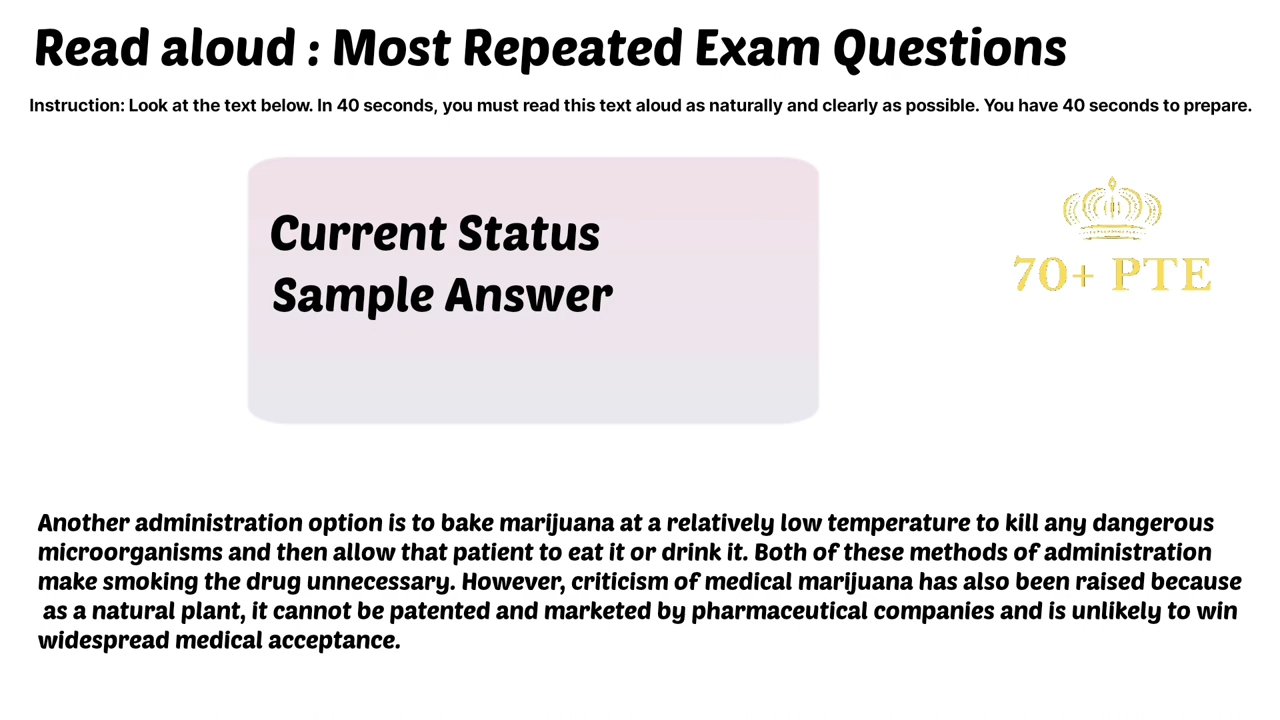 Read aloud : Most Repeated Exam Questions
Instruction: Look at the text below. In 40 seconds, you must read this text aloud as naturally and clearly as possible. You have 40 seconds to prepare.
Current Status
Sample Answer
70+ PTE
Another administration option is to bake marijuana at a relatively low temperature to kill any dangerous
microorganisms and then allow that patient to eat it or drink it. Both of these methods of administration
make smoking the drug unnecessary. However, criticism of medical marijuana has also been raised because
as a natural plant, it cannot be patented and marketed by pharmaceutical companies and is unlikely to win
widespread medical acceptance.